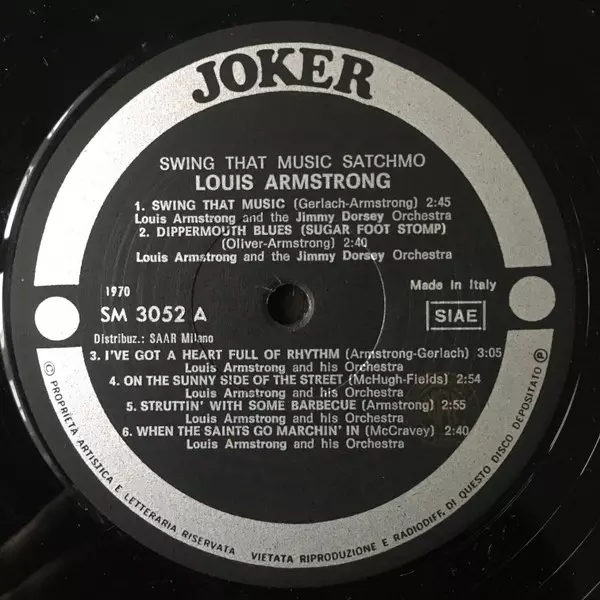 JOKER
SWING THAT MUSIC SATCHMO
LOUIS ARMSTRONG
1. SWING THAT MUSIC (Gerlach-Armstrong) 2:45
Louis Armstrong and the Jimmy Dorsey Orchestra
2. DIPPERMOUTH BLUES (SUGAR FOOT STOMP)
(Oliver-Armstrong) 2:40
Louis Armstrong and the Jimmy Dorsey Orchestra
1970
SM 3052 A
Distribuz.: SAAR Milano
Made in Italy
SIAE
3. I'VE GOT A HEART FULL OF RHYTHM (Armstrong-Gerlach) 3:05
Louis Armstrong and his Orchestra
4. ON THE SUNNY SIDE OF THE STREET (McHugh-Fields) 2:54
Louis Armstrong and his Orchestra
5. STRUTTIN' WITH SOME BARBECUE (Armstrong) 2:55
Louis Armstrong and his Orchestra
6. WHEN THE SAINTS GO MARCHIN' IN (McCravey) 2:40
Louis Armstrong and his Orchestra
© PROPRIETA ARTISTICA E LETTERARIA RISERVATA VIETATA RIPRODUZIONE E RADIODIFF. DI QUESTO DISCO DEPOSITATO ℗